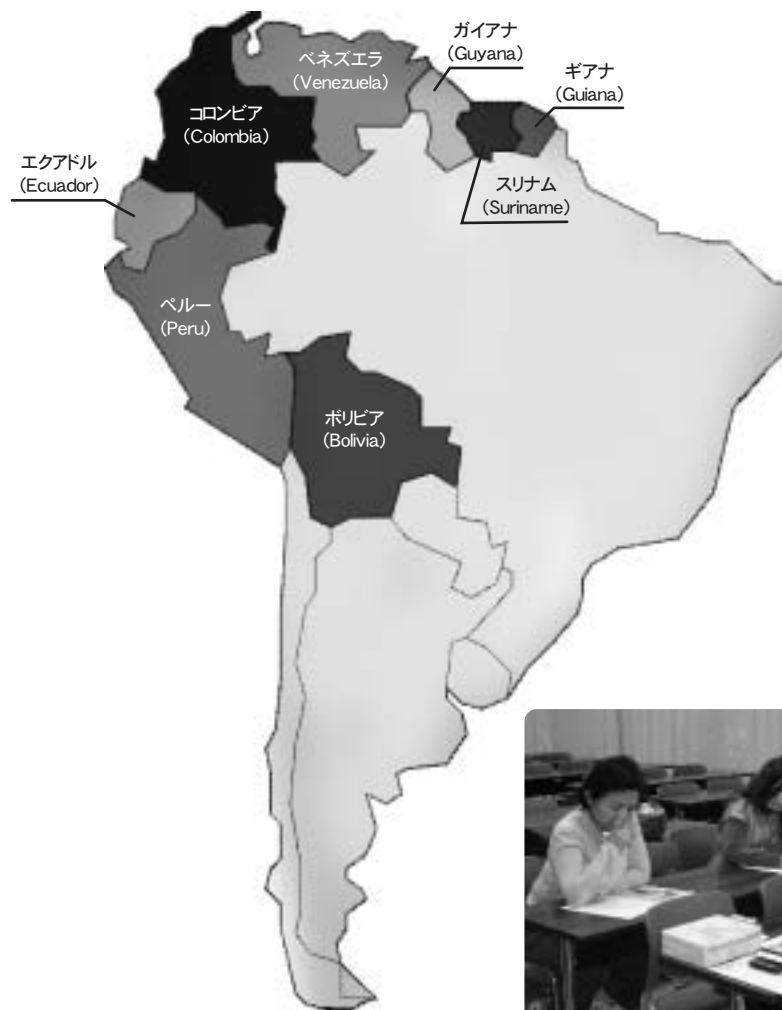 ガイアナ
(Guyana)
ベネズエラ
(Venezuela)
ギアナ
(Guiana)
コロンビア
(Colombia)
エクアドル
(Ecuador)
スリナム
(Suriname)
ペルー
(Peru)
ボリビア
(Bolivia)